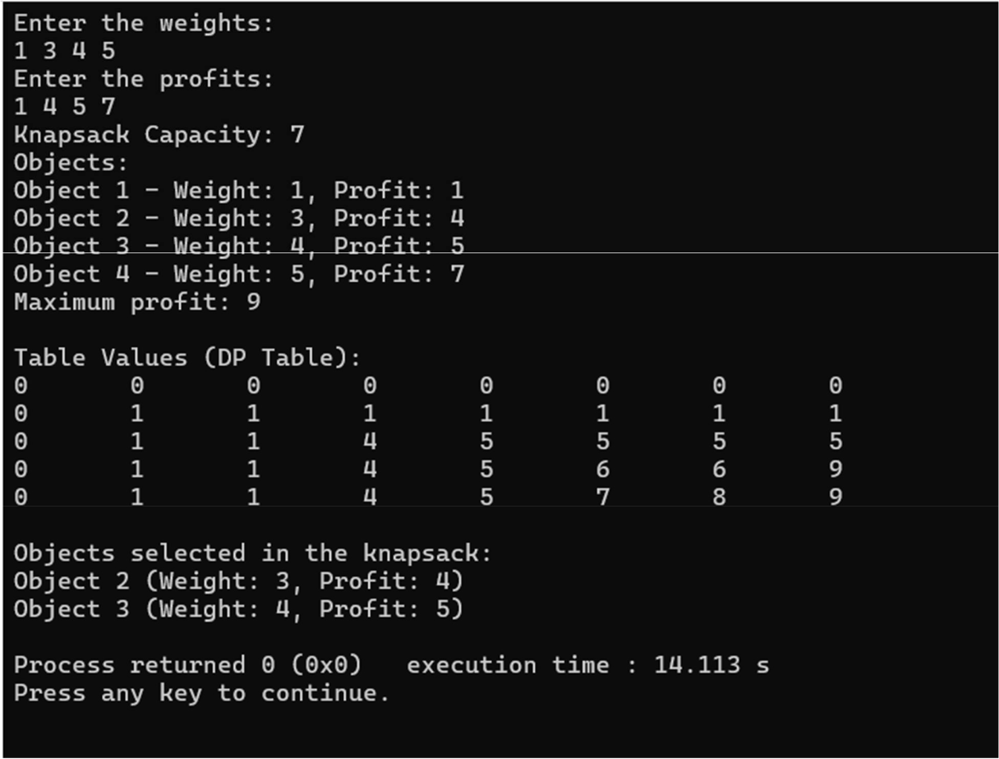 Enter the weights:
1 3 4 5
Enter the profits:
1 4 5 7
Knapsack Capacity: 7
Objects:
Object 1 - Weight: 1, Profit: 1
Object 2 - Weight: 3, Profit: 4
Object 3 - Weight: 4, Profit: 5
Object 4 - Weight: 5, Profit: 7
Maximum profit: 9
Table Values (DP Table):
0 0 0 0 0 0 0 0
0 1 1 1 1 1 1 1
0 1 1 4 5 5 5 5
0 1 1 4 5 6 6 9
0 1 1 4 5 7 8 9
Objects selected in the knapsack:
Object 2 (Weight: 3, Profit: 4)
Object 3 (Weight: 4, Profit: 5)
Process returned 0 (0x0)   execution time : 14.113 s
Press any key to continue.